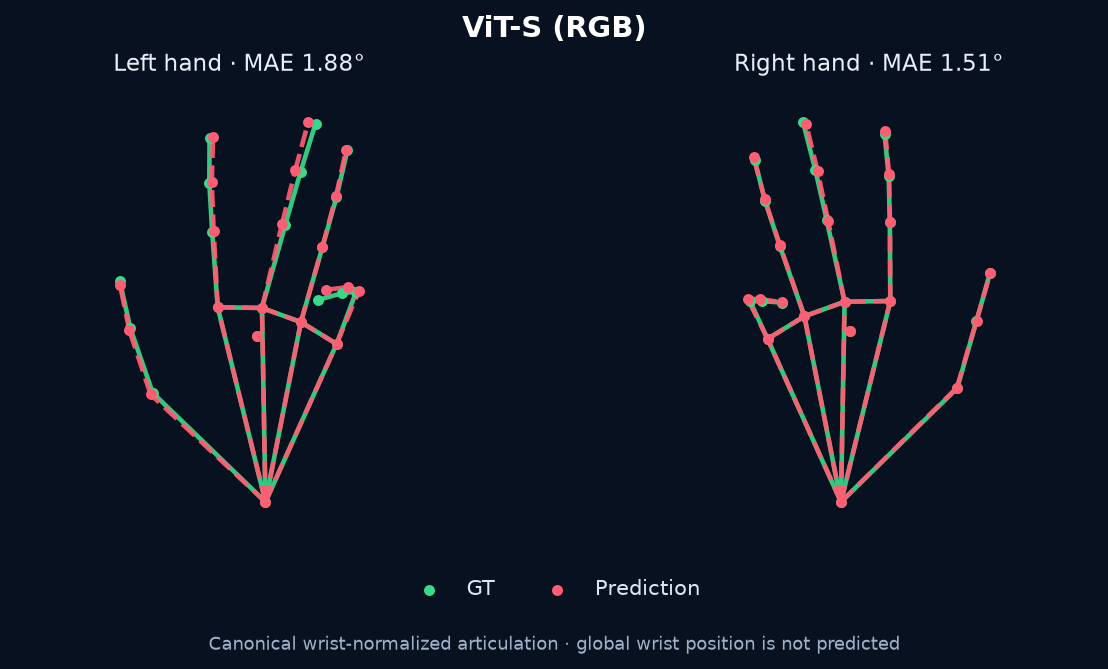 ViT-S (RGB)
Left hand · MAE 1.88°
Right hand · MAE 1.51°
GT
Prediction
Canonical wrist-normalized articulation · global wrist position is not predicted